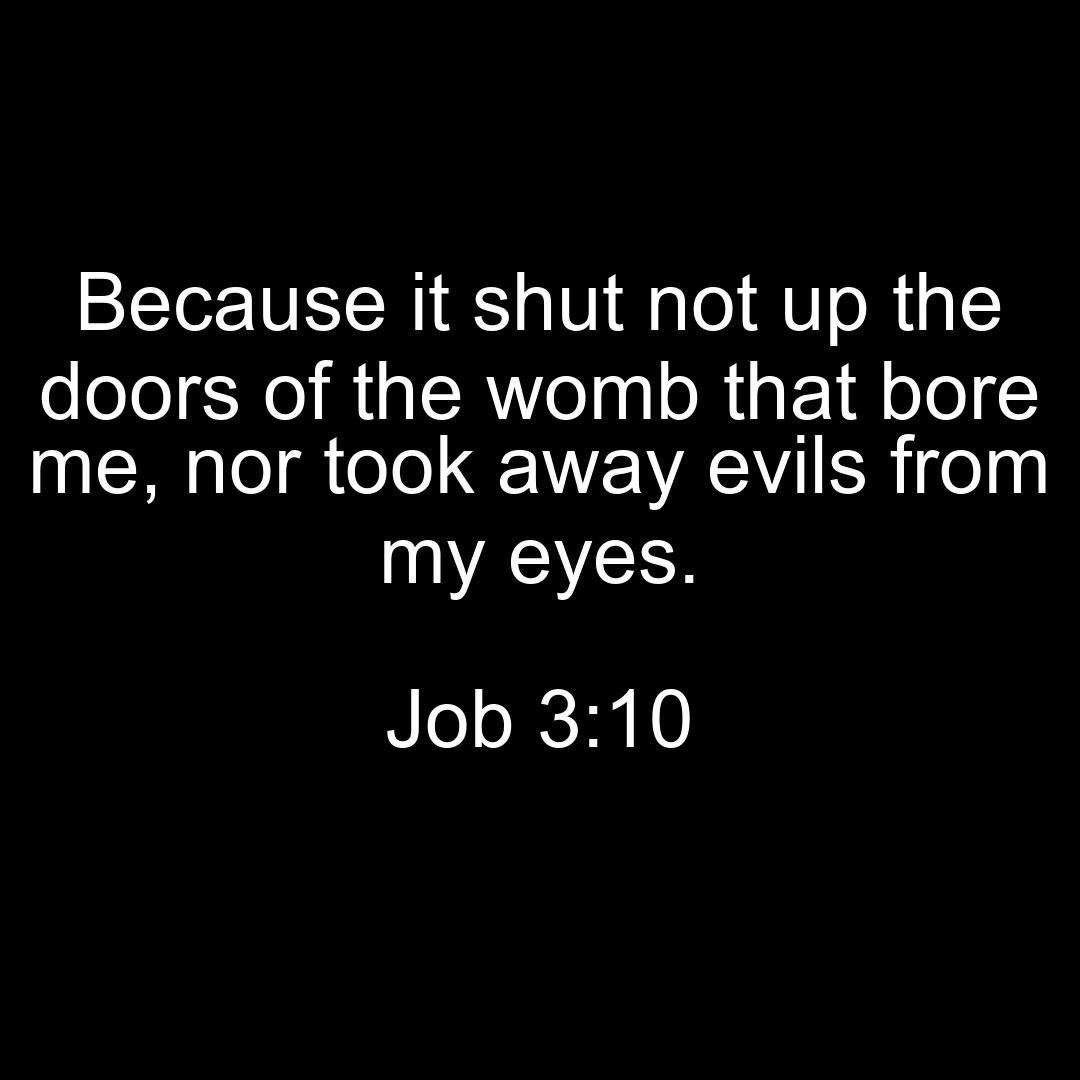 Because it shut not up the
doors of the womb that bore
me, nor took away evils from
my eyes.
Job 3:10